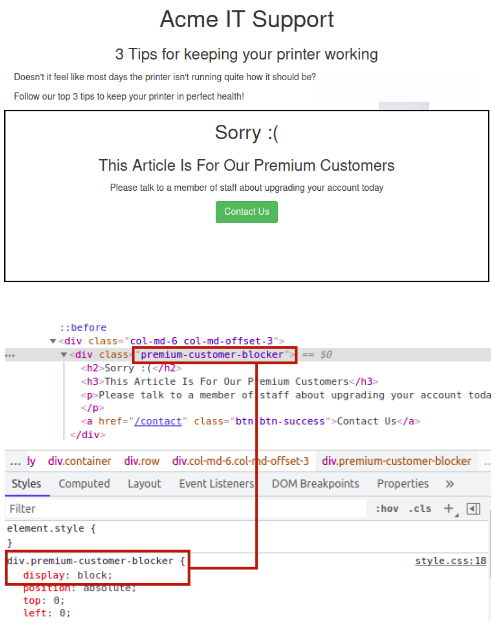 Acme IT Support
3 Tips for keeping your printer working
Doesn't it feel like most days the printer isn't running quite how it should be?
Follow our top 3 tips to keep your printer in perfect health!
Sorry :(
This Article Is For Our Premium Customers
Please talk to a member of staff about upgrading your account today
Contact Us
::before
▼<div class="col-md-6 col-md-offset-3">
... ▼<div class="premium-customer-blocker"> == $0
<h2>Sorry :(</h2>
<h3>This Article Is For Our Premium Customers</h3>
<p>Please talk to a member of staff about upgrading your account toda
</p>
<a href="/contact" class="btn btn-success">Contact Us</a>
</div>
... ly div.container div.row div.col-md-6.col-md-offset-3 div.premium-customer-blocker ...
Styles Computed Layout Event Listeners DOM Breakpoints Properties »
Filter :hov .cls +
element.style {
}
div.premium-customer-blocker { style.css:18
display: block;
position: absolute;
top: 0;
left: 0;